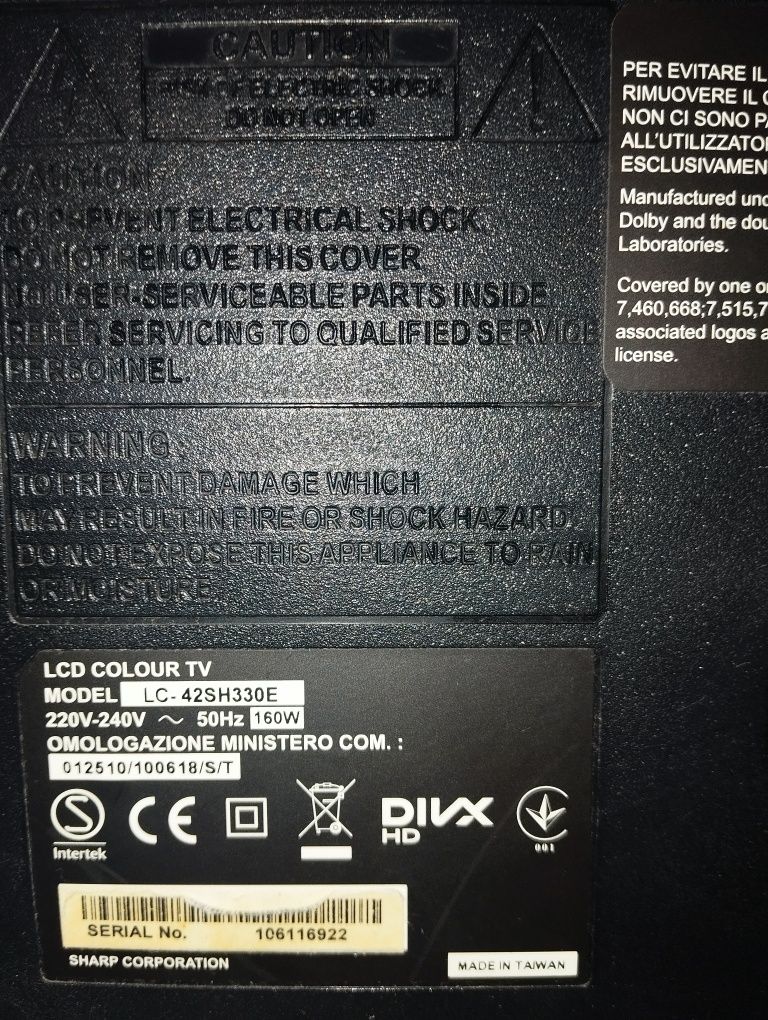 CAUTION
RISK OF ELECTRIC SHOCK
DO NOT OPEN
CAUTION
TO PREVENT ELECTRICAL SHOCK
DO NOT REMOVE THIS COVER
NO USER-SERVICEABLE PARTS INSIDE
REFER SERVICING TO QUALIFIED SERVICE
PERSONNEL.
WARNING:
TO PREVENT DAMAGE WHICH
MAY RESULT IN FIRE OR SHOCK HAZARD
DO NOT EXPOSE THIS APPLIANCE TO RAIN
OR MOISTURE.
PER EVITARE IL
RIMUOVERE IL
NON CI SONO
ALL'UTILIZZATO
ESCLUSIVAMEN
Manufactured und
Dolby and the dou
Laboratories.
Covered by one or
7,460,668;7,515,7
associated logos a
license.
LCD COLOUR TV
MODEL LC-42SH330E
220V-240V ~ 50Hz 160W
OMOLOGAZIONE MINISTERO COM. :
012510/100618/S/T
S Intertek
CE
DIVX HD
001
SERIAL No. 106116922
SHARP CORPORATION
MADE IN TAIWAN